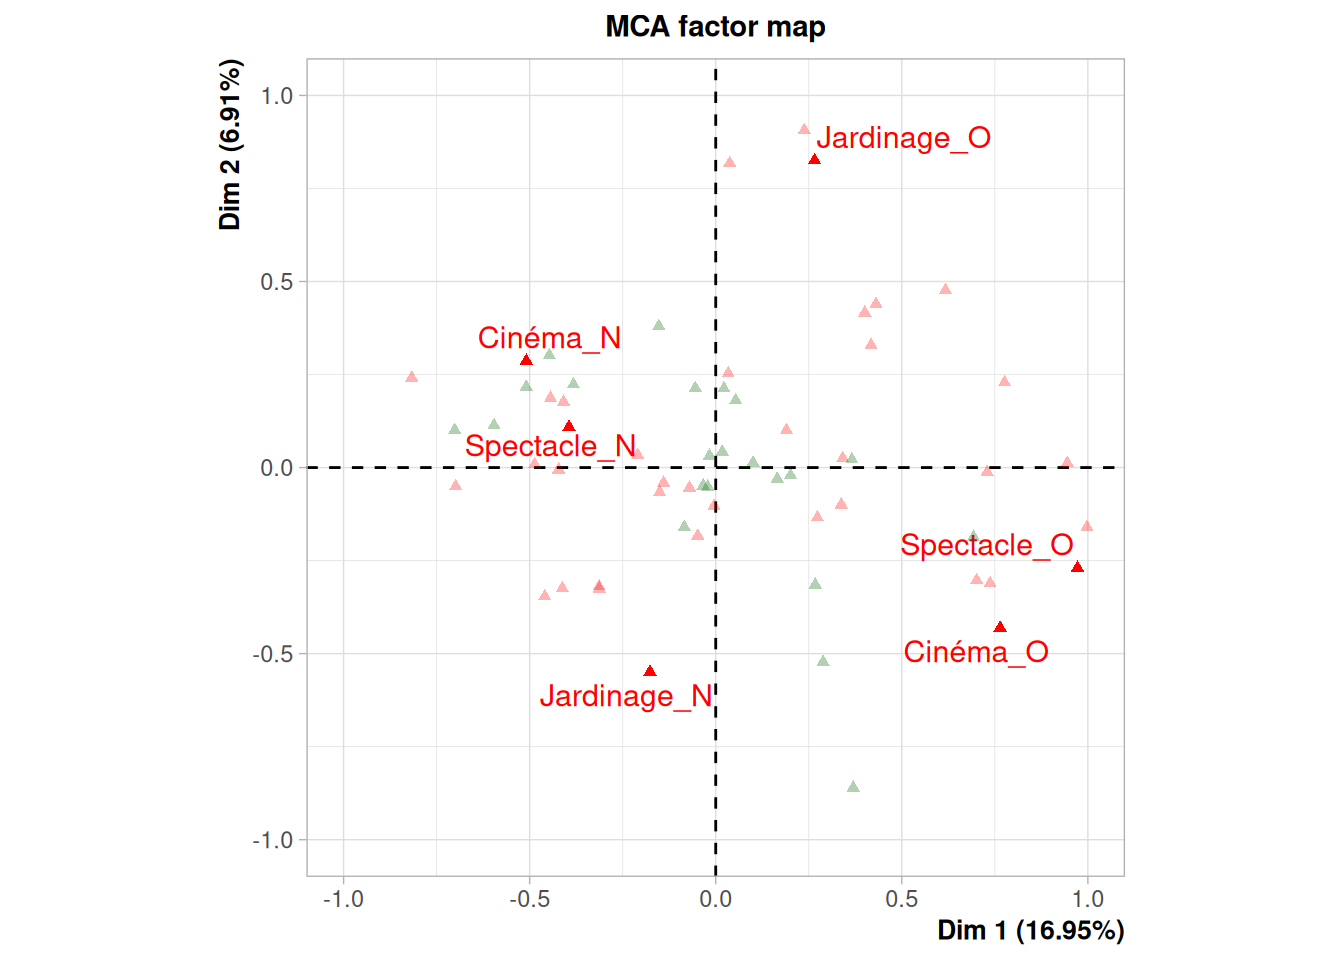 MCA factor map
Dim 2 (6.91%)
1.0
0.5
0.0
-0.5
-1.0
Jardinage_O
Cinéma_N
Spectacle_N
Spectacle_O
Cinéma_O
Jardinage_N
-1.0 -0.5 0.0 0.5 1.0
Dim 1 (16.95%)